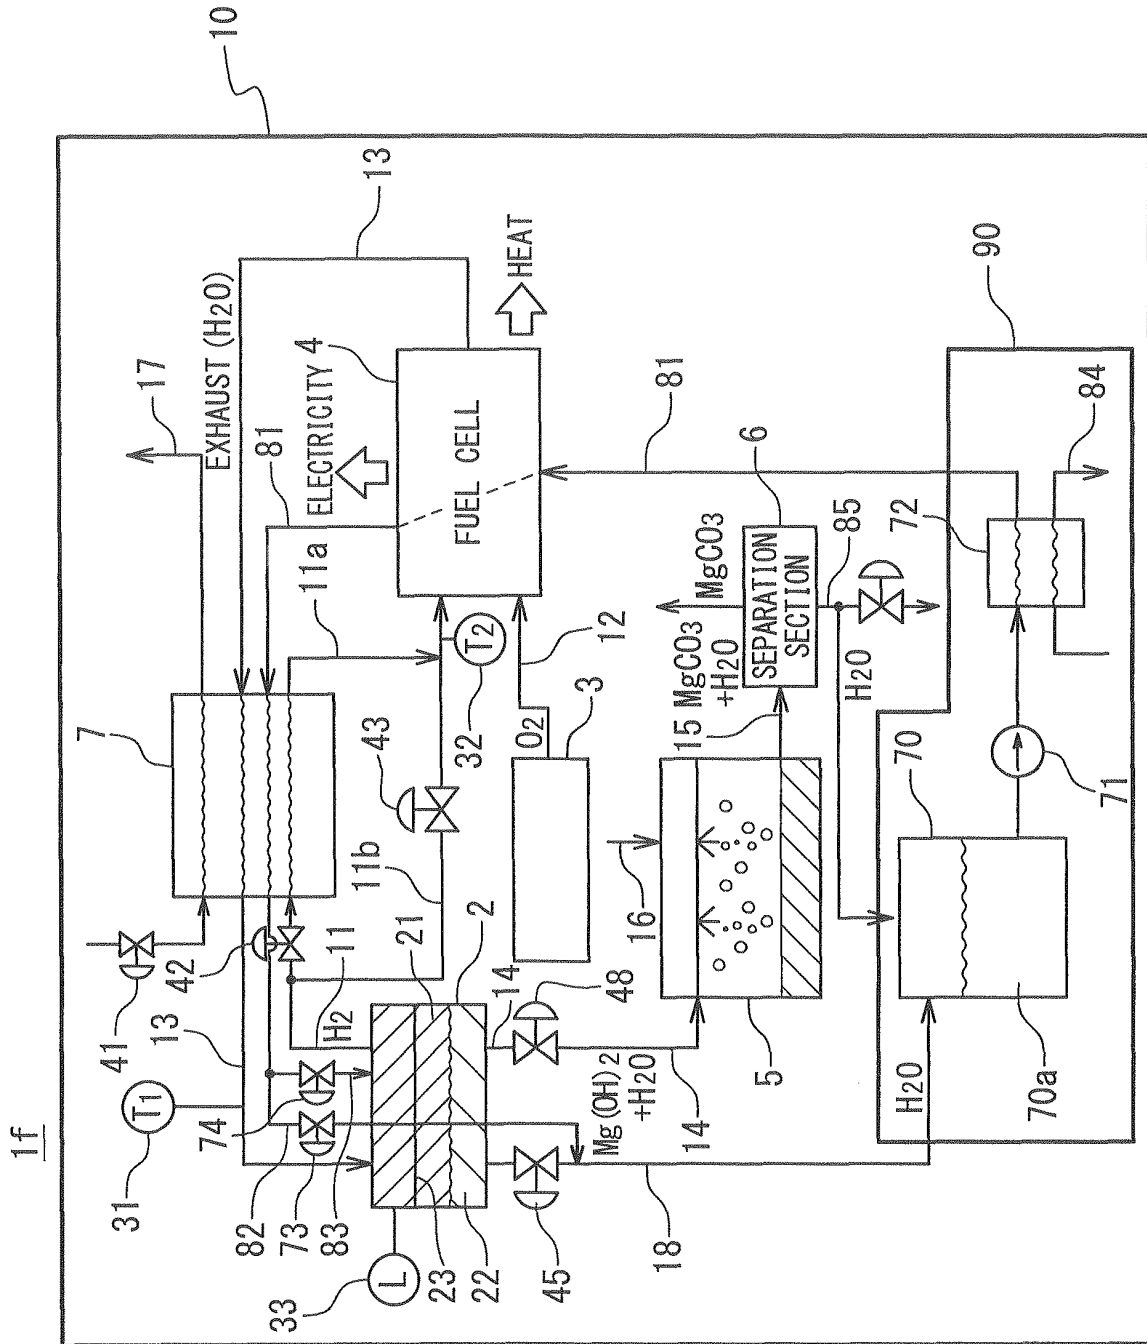 1f
10
7
17
EXHAUST (H2O)
13
81
ELECTRICITY
4
FUEL CELL
HEAT
11a
T2
32
12
O2
3
43
11b
41
42
11
H2
21
2
14
48
13
T1
31
74
82
73
83
L
33
23
22
45
18
Mg(OH)2
+H2O
14
5
16
15
MgCO3
+H2O
MgCO3
SEPARATION
SECTION
6
85
H2O
81
90
72
84
70
71
70a
H2O